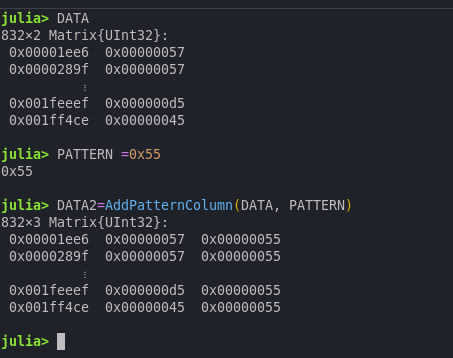 julia> DATA
832×2 Matrix{UInt32}:
0x00001ee6 0x00000057
0x0000289f 0x00000057
⋮
0x001feeef 0x000000d5
0x001ff4ce 0x00000045
julia> PATTERN =0x55
0x55
julia> DATA2=AddPatternColumn(DATA, PATTERN)
832×3 Matrix{UInt32}:
0x00001ee6 0x00000057 0x00000055
0x0000289f 0x00000057 0x00000055
⋮
0x001feeef 0x000000d5 0x00000055
0x001ff4ce 0x00000045 0x00000055
julia>